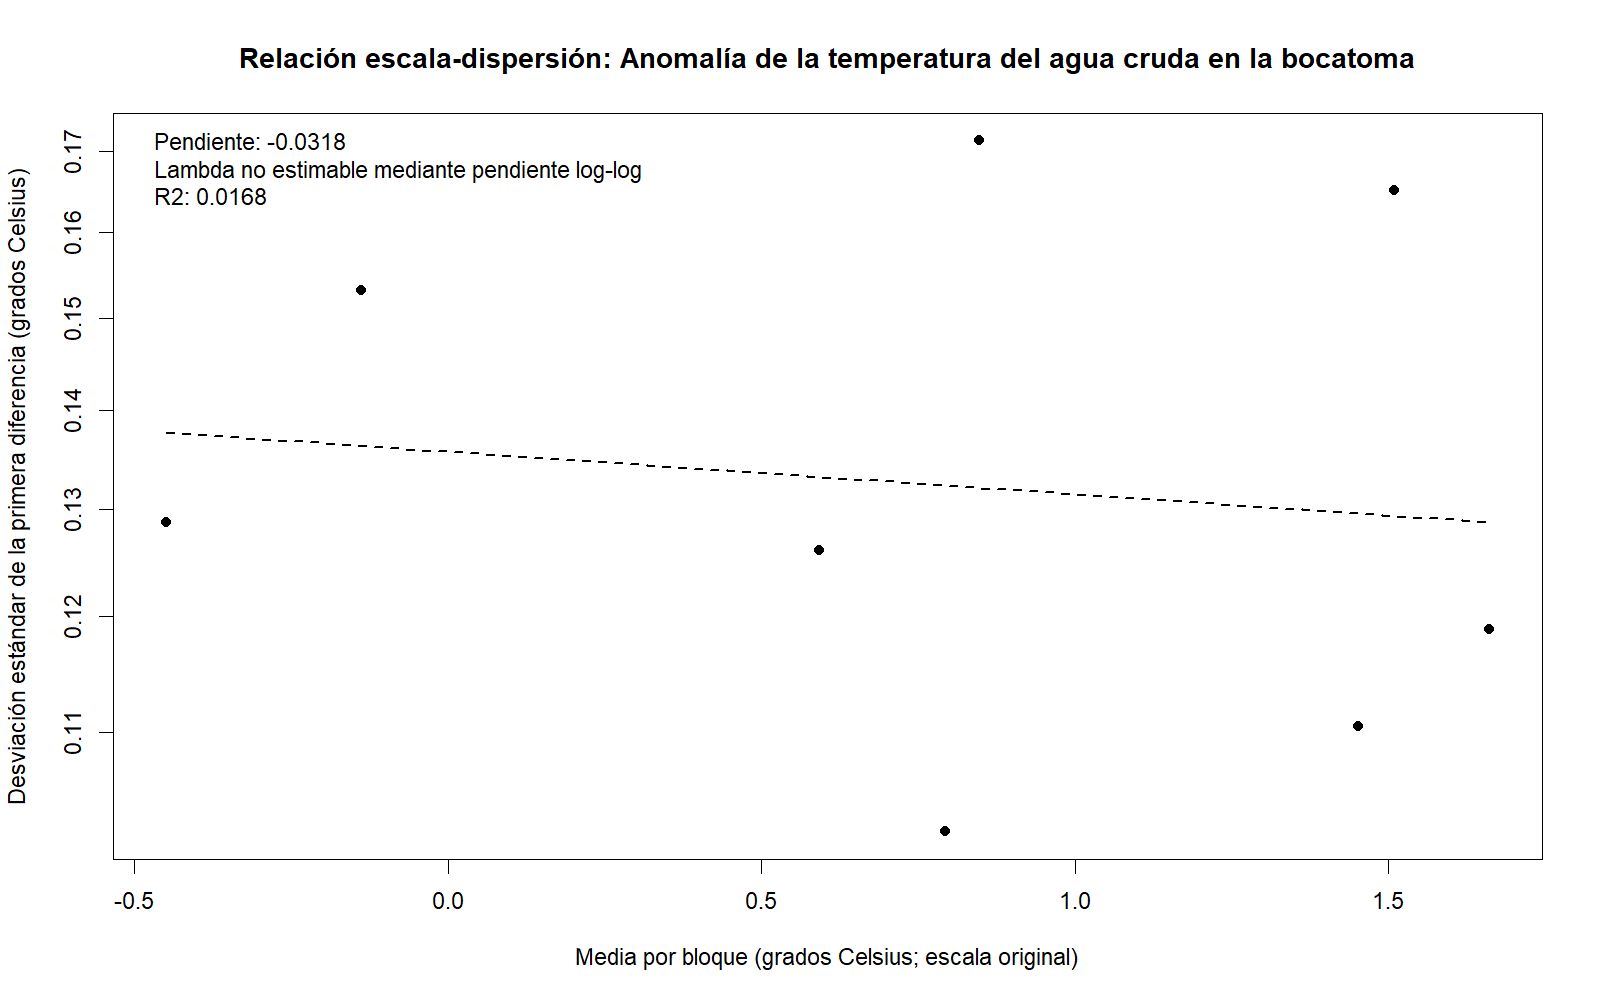 Relación escala-dispersión: Anomalía de la temperatura del agua cruda en la bocatoma
Pendiente: -0.0318
Lambda no estimable mediante pendiente log-log
R2: 0.0168
Desviación estándar de la primera diferencia (grados Celsius)
0.17
0.16
0.15
0.14
0.13
0.12
0.11
-0.5 0.0 0.5 1.0 1.5
Media por bloque (grados Celsius; escala original)